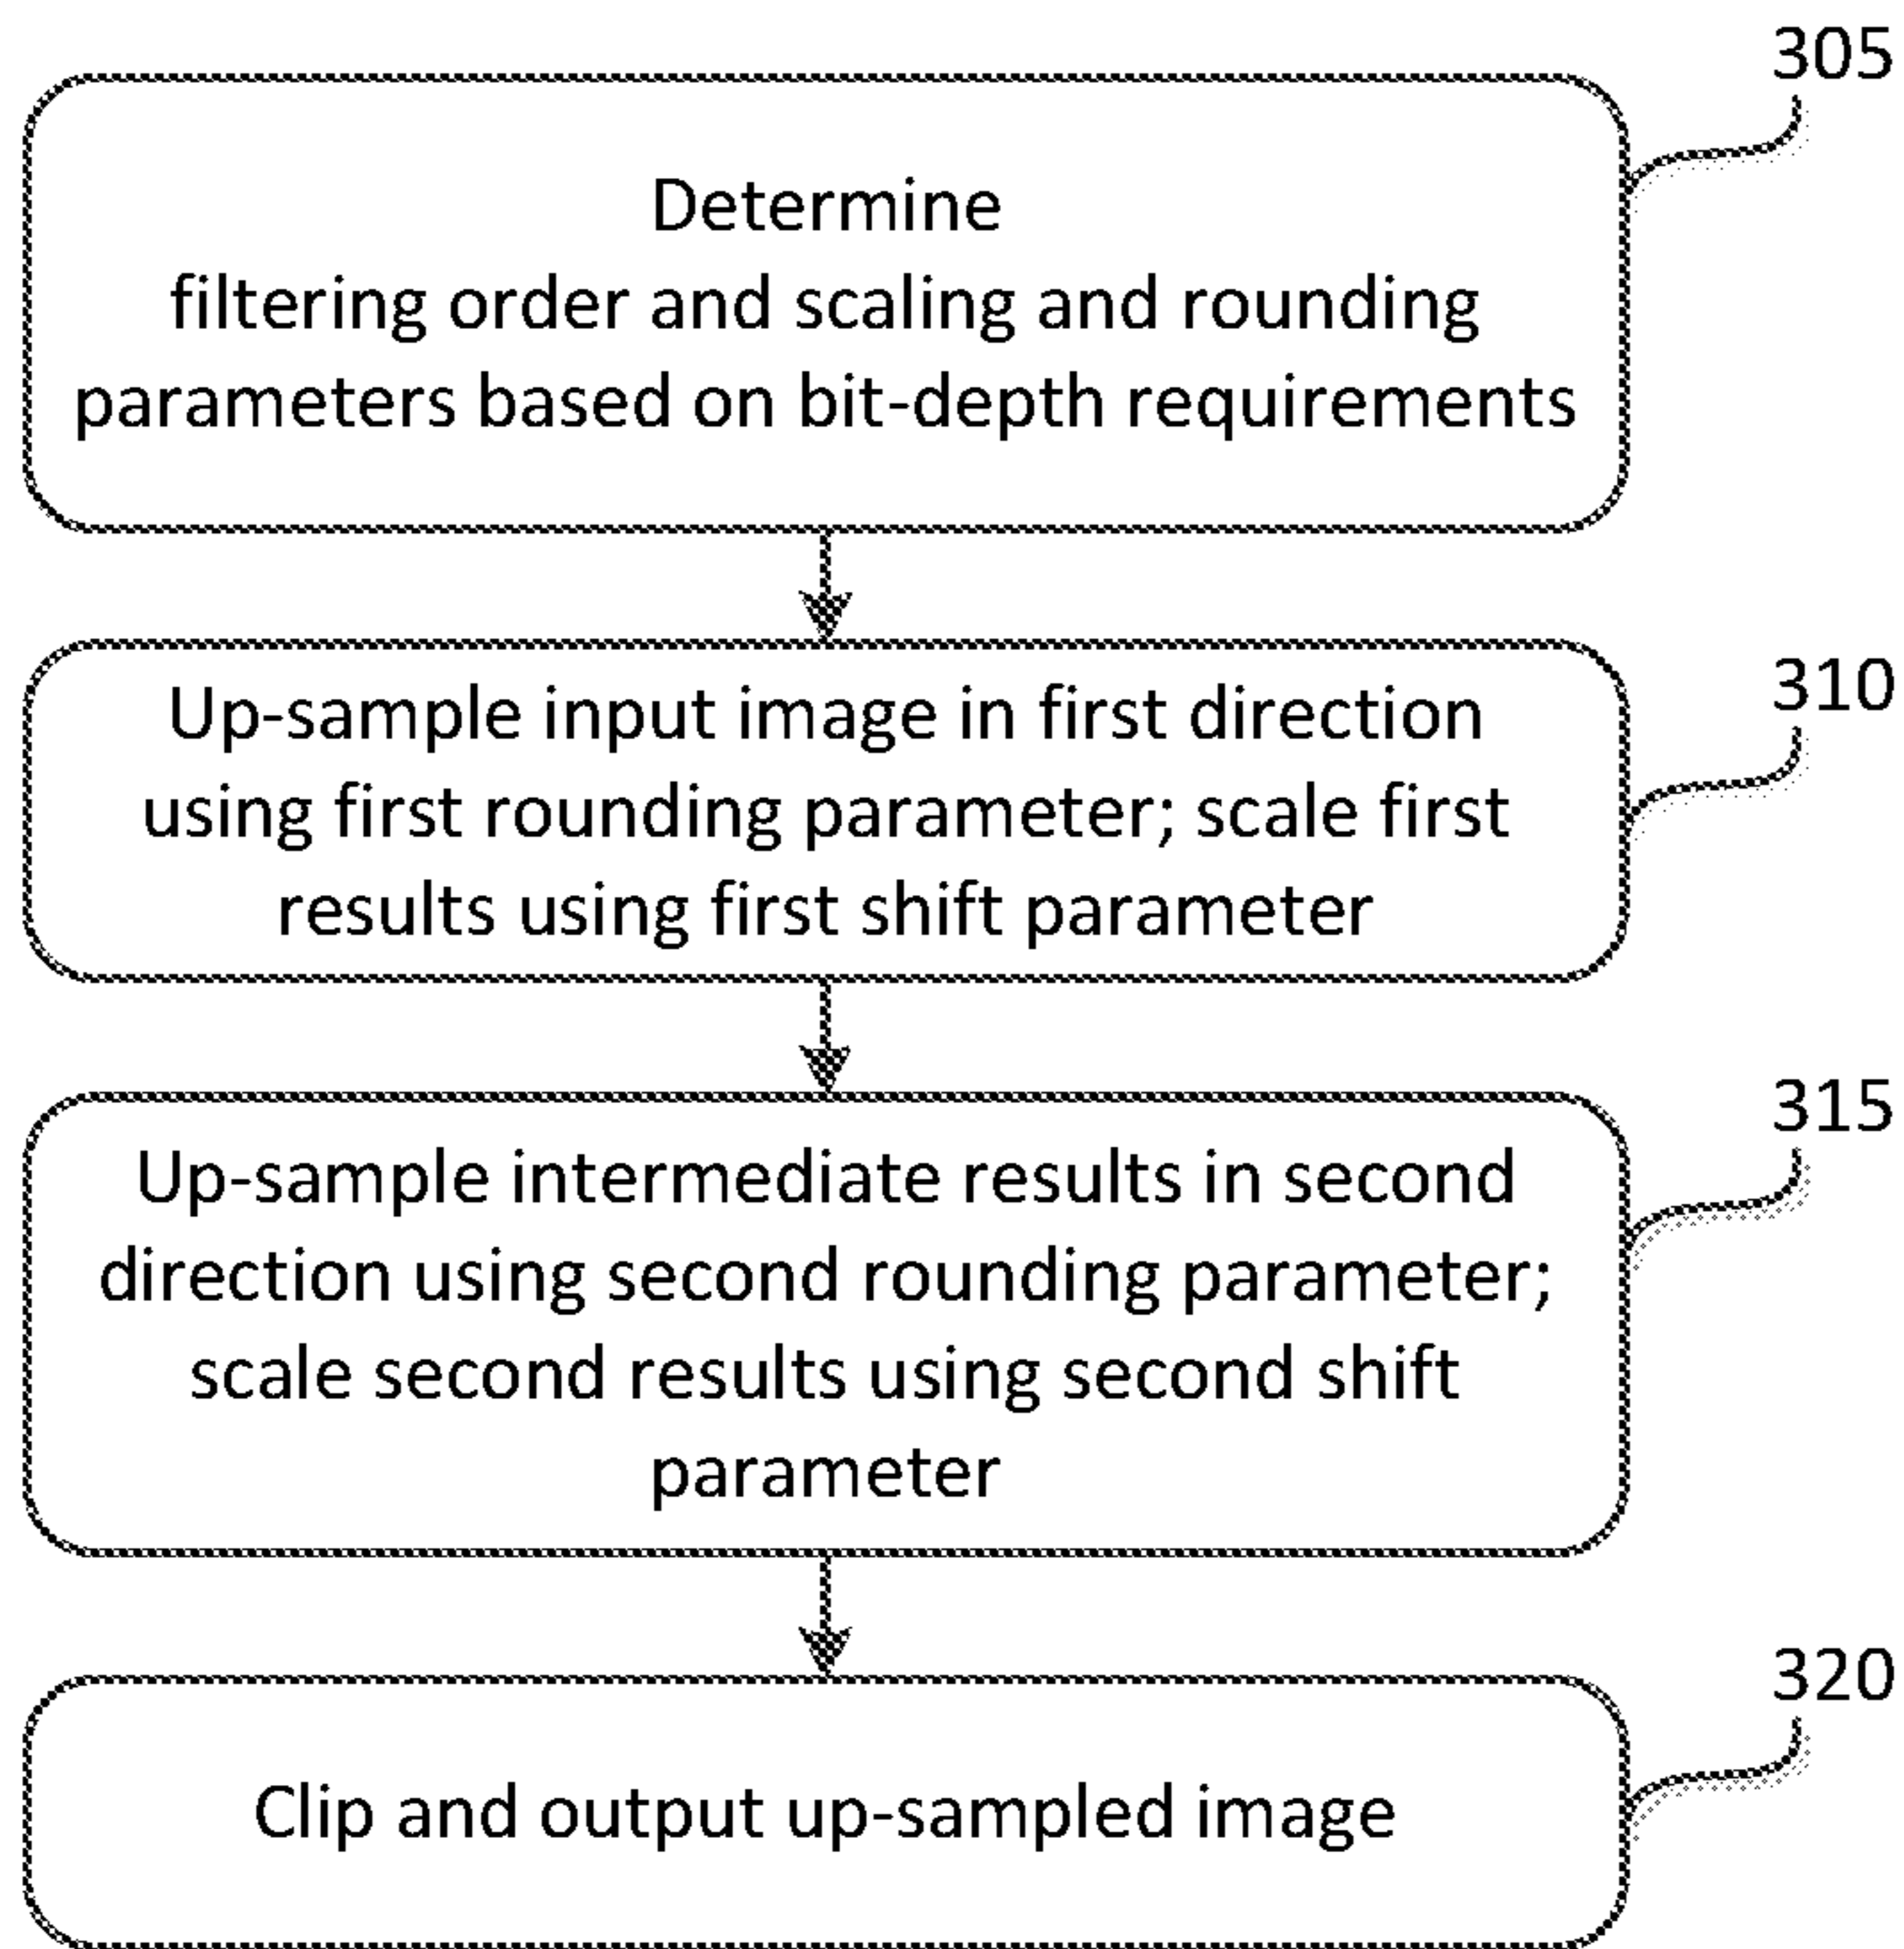 305
Determine
filtering order and scaling and rounding
parameters based on bit-depth requirements
310
Up-sample input image in first direction
using first rounding parameter; scale first
results using first shift parameter
315
Up-sample intermediate results in second
direction using second rounding parameter;
scale second results using second shift
parameter
320
Clip and output up-sampled image